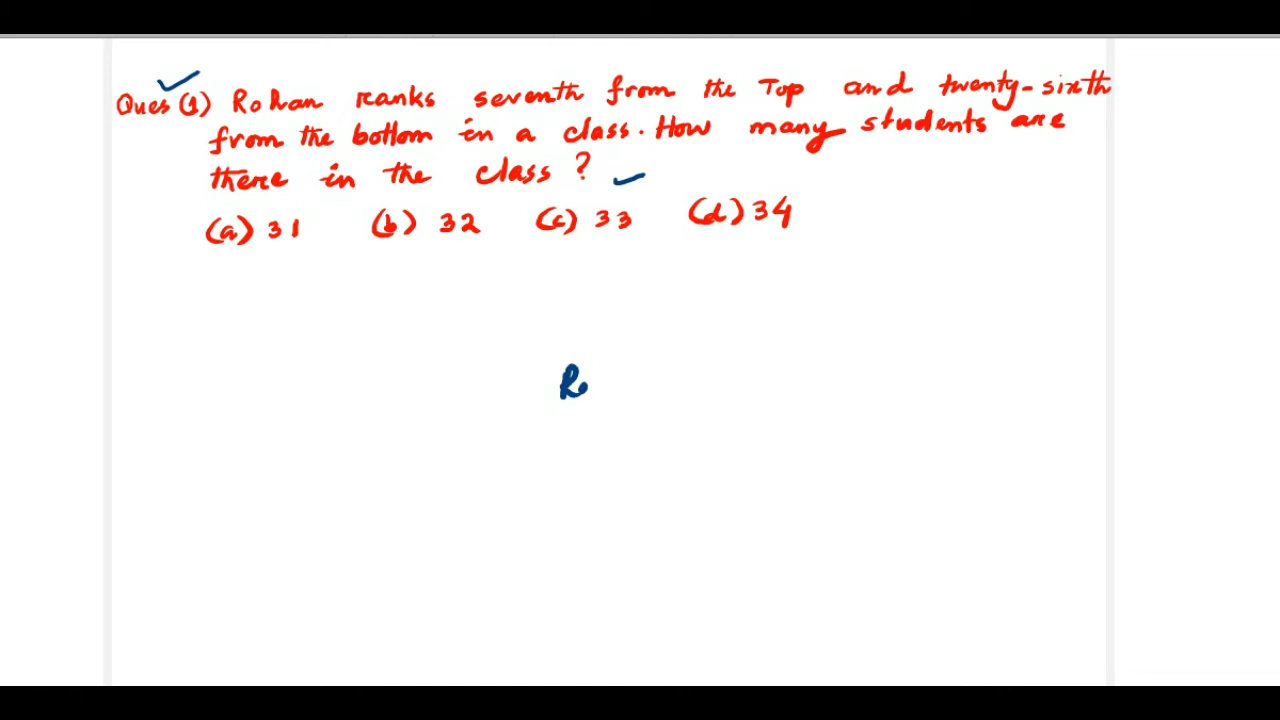 Ques (1) Rohan ranks seventh from the Top and twenty-sixth
from the bottom in a class. How many students are
there in the class ?
(a) 31 (b) 32 (c) 33 (d) 34
Ro